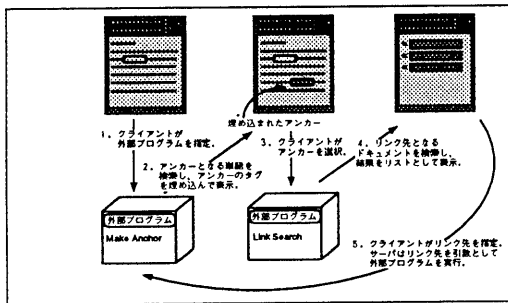 埋め込まれたアンカー
1. クライアントが
外部プログラムを指定.
2. アンカーとなる単語を
検索し, アンカーのタグ
を埋め込んで表示.
3. クライアントが
アンカーを選択.
4. リンク先となる
ドキュメントを検索し,
結果をリストとして表示.
外部プログラム
Make Anchor
外部プログラム
Link Search
5. クライアントがリンク先を指定.
サーバはリンク先を引数として
外部プログラムを実行.